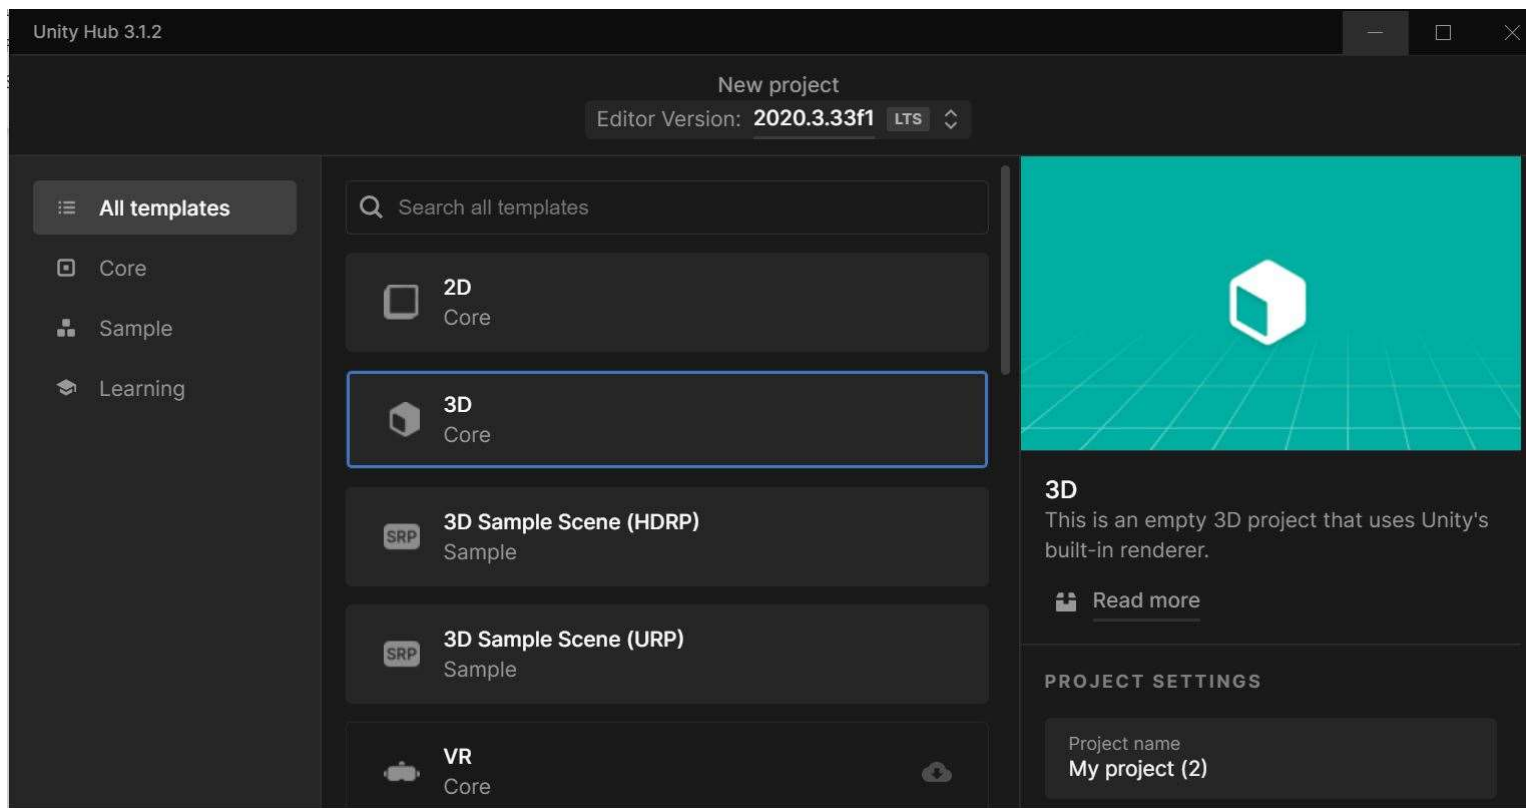 Unity Hub 3.1.2
New project
Editor Version: 2020.3.33f1 LTS
All templates
Core
Sample
Learning
Search all templates
2D
Core
3D
Core
SRP
3D Sample Scene (HDRP)
Sample
SRP
3D Sample Scene (URP)
Sample
VR
Core
3D
This is an empty 3D project that uses Unity's
built-in renderer.
Read more
PROJECT SETTINGS
Project name
My project (2)